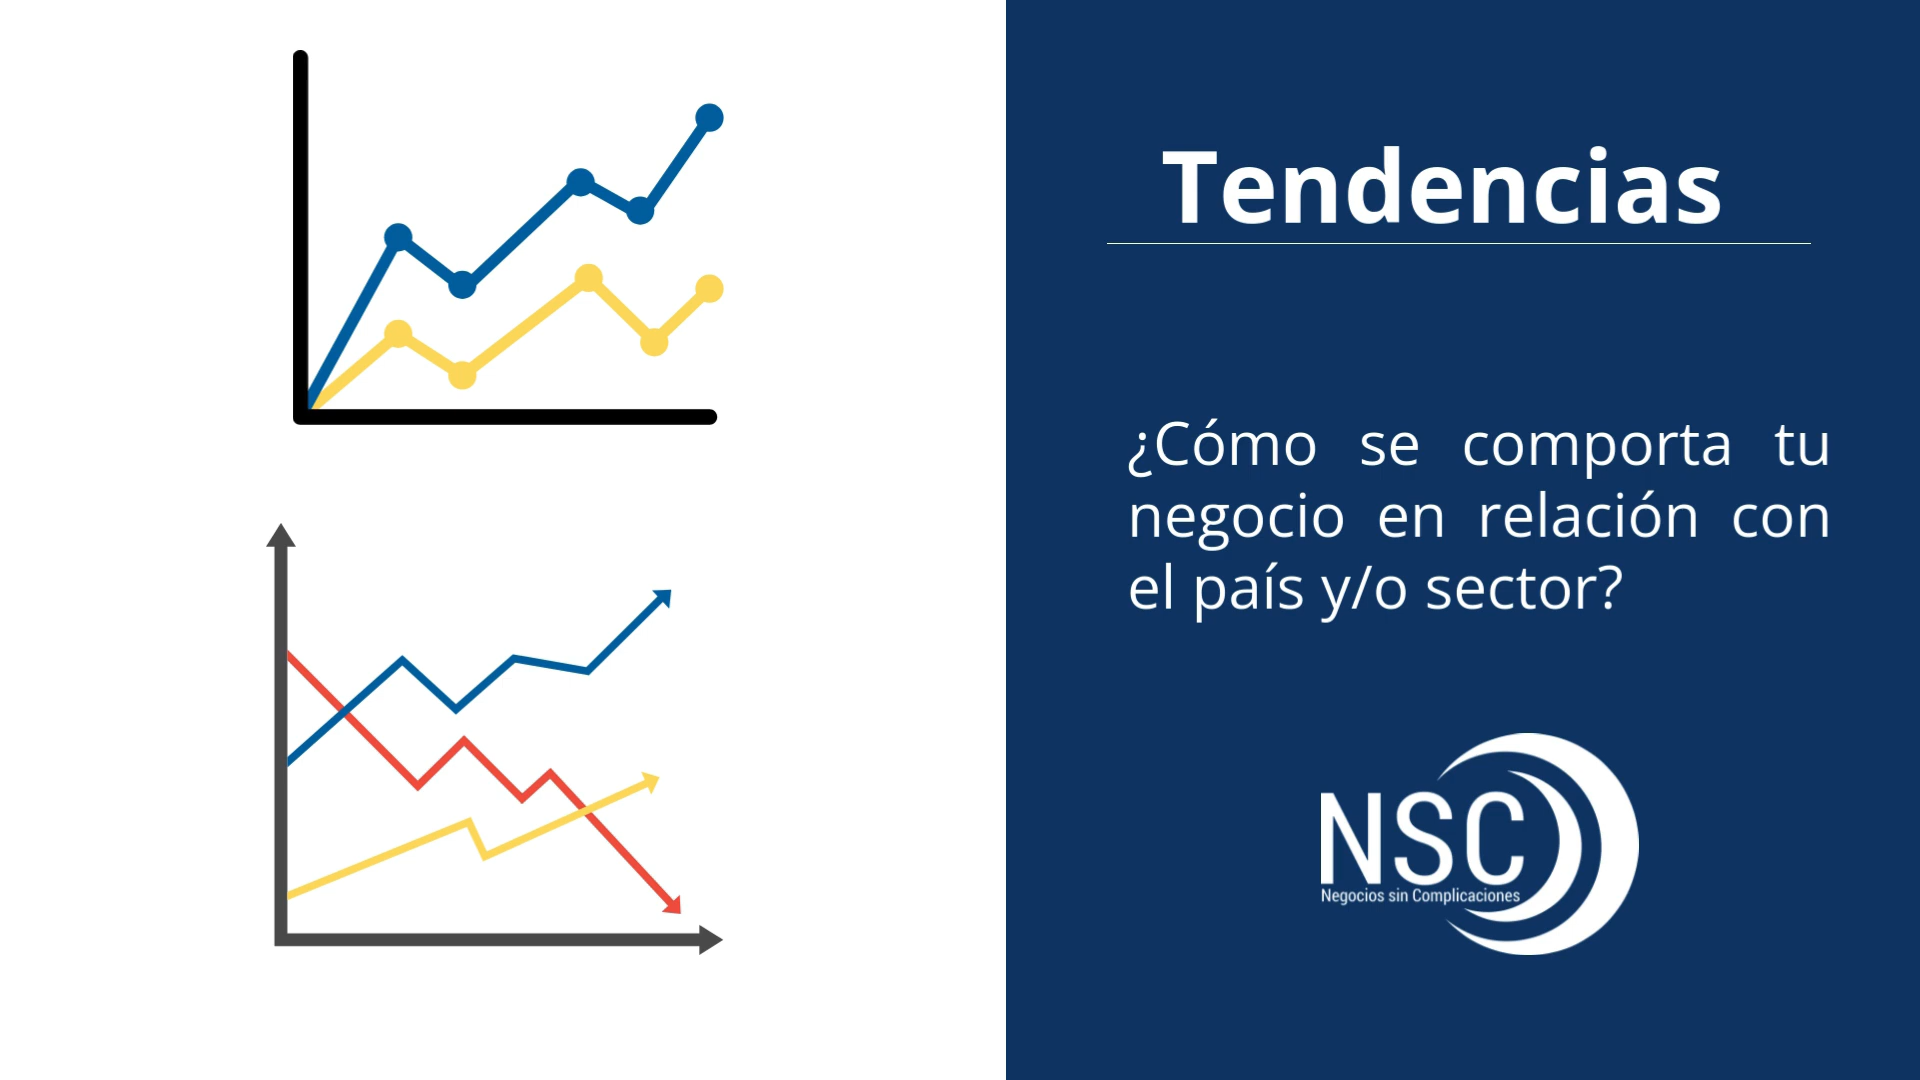 Tendencias
¿Cómo se comporta tu
negocio en relación con
el país y/o sector?
NSC
Negocios sin Complicaciones